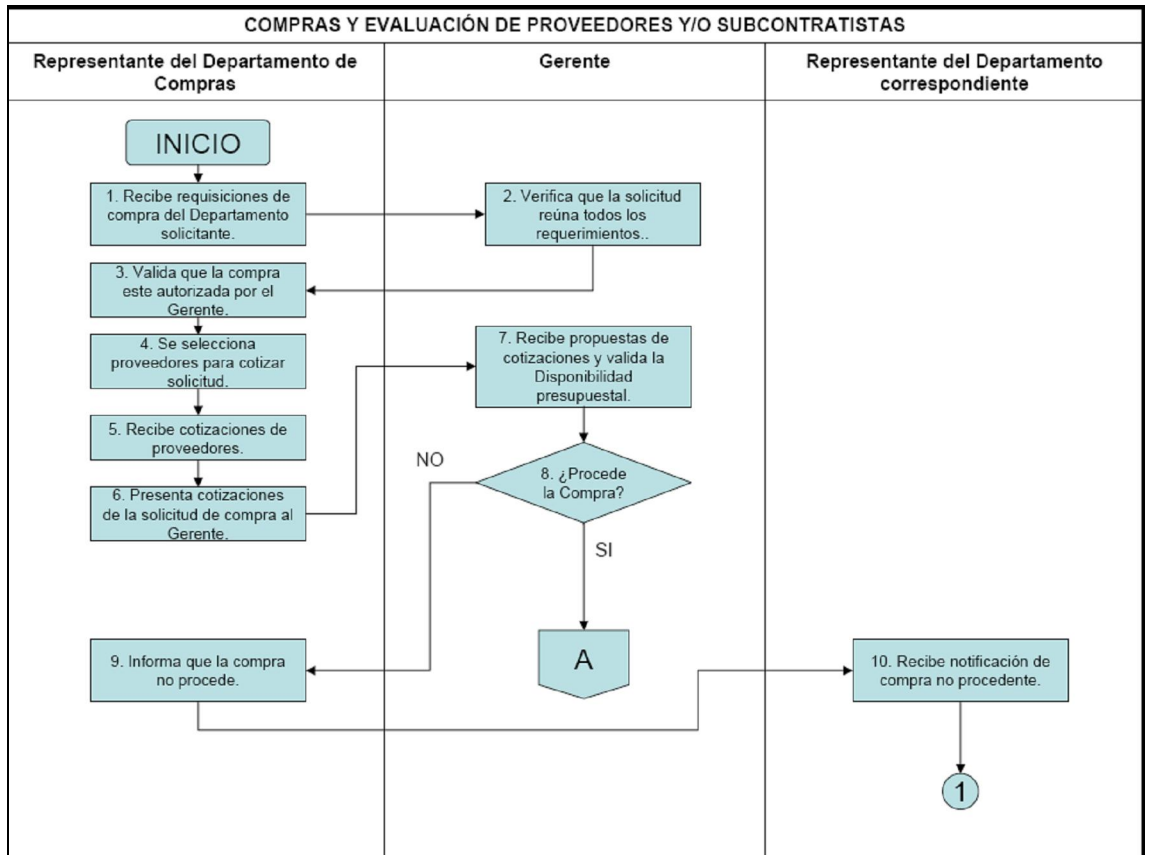 COMPRAS Y EVALUACIÓN DE PROVEEDORES Y/O SUBCONTRATISTAS
Representante del Departamento de
Compras
Gerente
Representante del Departamento
correspondiente
INICIO
1. Recibe requisiciones de
compra del Departamento
solicitante.
2. Verifica que la solicitud
reúna todos los
requerimientos..
3. Valida que la compra
este autorizada por el
Gerente.
4. Se selecciona
proveedores para cotizar
solicitud.
5. Recibe cotizaciones de
proveedores.
6. Presenta cotizaciones
de la solicitud de compra al
Gerente.
7. Recibe propuestas de
cotizaciones y valida la
Disponibilidad
presupuestal.
8. ¿Procede
la Compra?
NO
SI
A
9. Informa que la compra
no procede.
10. Recibe notificación de
compra no procedente.
1